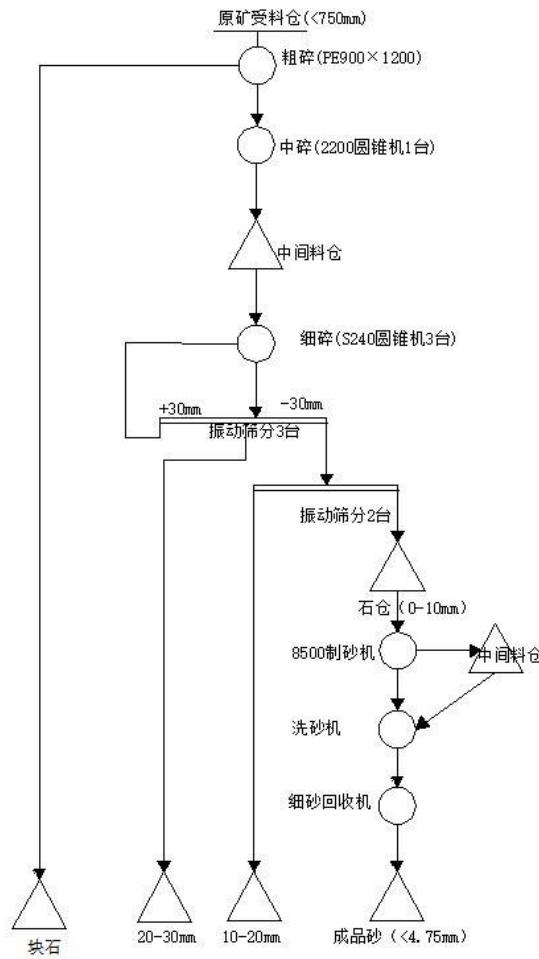 原矿受料仓(<750mm)
粗碎(PE900×1200)
中碎(2200圆锥机1台)
中间料仓
细碎(S240圆锥机3台)
+30mm
-30mm
振动筛分3台
振动筛分2台
石仓（0-10mm）
8500制砂机
中间料仓
洗砂机
细砂回收机
块石
20-30mm
10-20mm
成品砂（<4.75mm）